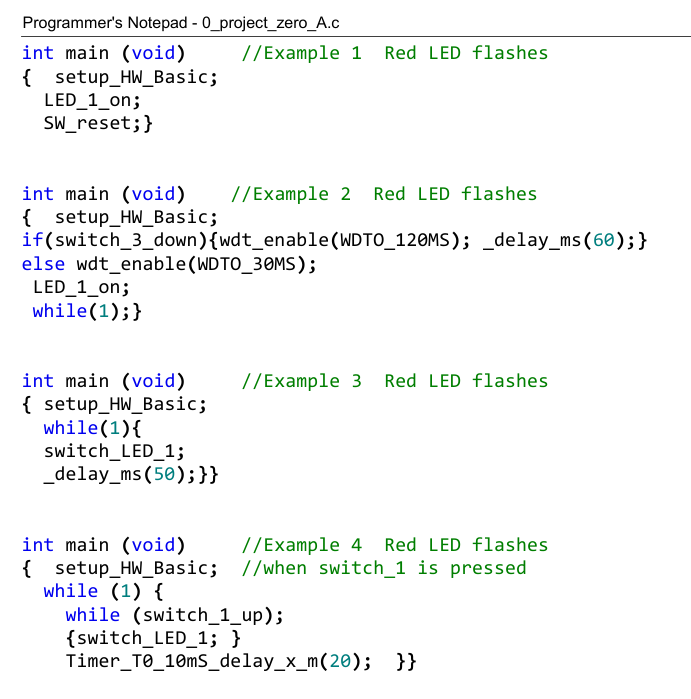 Programmer's Notepad - 0_project_zero_A.c
int main (void)     //Example 1  Red LED flashes
{  setup_HW_Basic;
  LED_1_on;
  SW_reset;}
int main (void)    //Example 2  Red LED flashes
{  setup_HW_Basic;
if(switch_3_down){wdt_enable(WDTO_120MS); _delay_ms(60);}
else wdt_enable(WDTO_30MS);
 LED_1_on;
 while(1);}
int main (void)     //Example 3  Red LED flashes
{ setup_HW_Basic;
  while(1){
  switch_LED_1;
  _delay_ms(50);}}
int main (void)     //Example 4  Red LED flashes
{  setup_HW_Basic;  //when switch_1 is pressed
  while (1) {
    while (switch_1_up);
    {switch_LED_1; }
    Timer_T0_10mS_delay_x_m(20);  }}